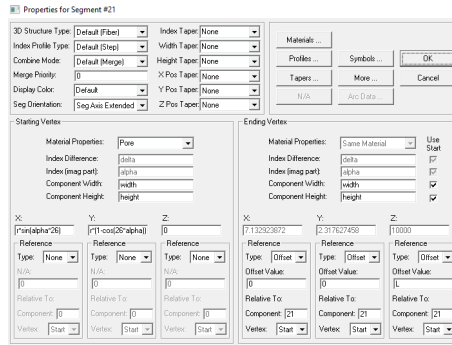 Properties for Segment #21
3D Structure Type: Default (Fiber) Index Taper: None
Index Profile Type: Default (Step) Width Taper: None
Combine Mode: Default (Merge) Height Taper: None
Merge Priority: 0 X Pos Taper: None
Display Color: Default Y Pos Taper: None
Seg Orientation: Seg Axis Extended Z Pos Taper: None
Materials ...
Profiles ... Symbols ... OK
Tapers ... More ... Cancel
N/A Arc Data ...
Starting Vertex
Material Properties: Pore
Index Difference: delta
Index (imag part): alpha
Component Width: width
Component Height: height
X: Y: Z:
r*sin(alpha*26) r*(1-cos(26*alpha)) 0
Reference Reference Reference
Type: None Type: None Type: None
N/A: N/A: N/A:
0 0 0
Relative To: Relative To: Relative To:
Component: 0 Component: 0 Component: 0
Vertex: Start Vertex: Start Vertex: Start
Ending Vertex
Material Properties: Same Material Use Start
Index Difference: delta
Index (imag part): alpha
Component Width: width
Component Height: height
X: Y: Z:
7.132923872 2.317627458 10000
Reference Reference Reference
Type: Offset Type: Offset Type: Offset
Offset Value: Offset Value: Offset Value:
0 0 L
Relative To: Relative To: Relative To:
Component: 21 Component: 21 Component: 21
Vertex: Start Vertex: Start Vertex: Start